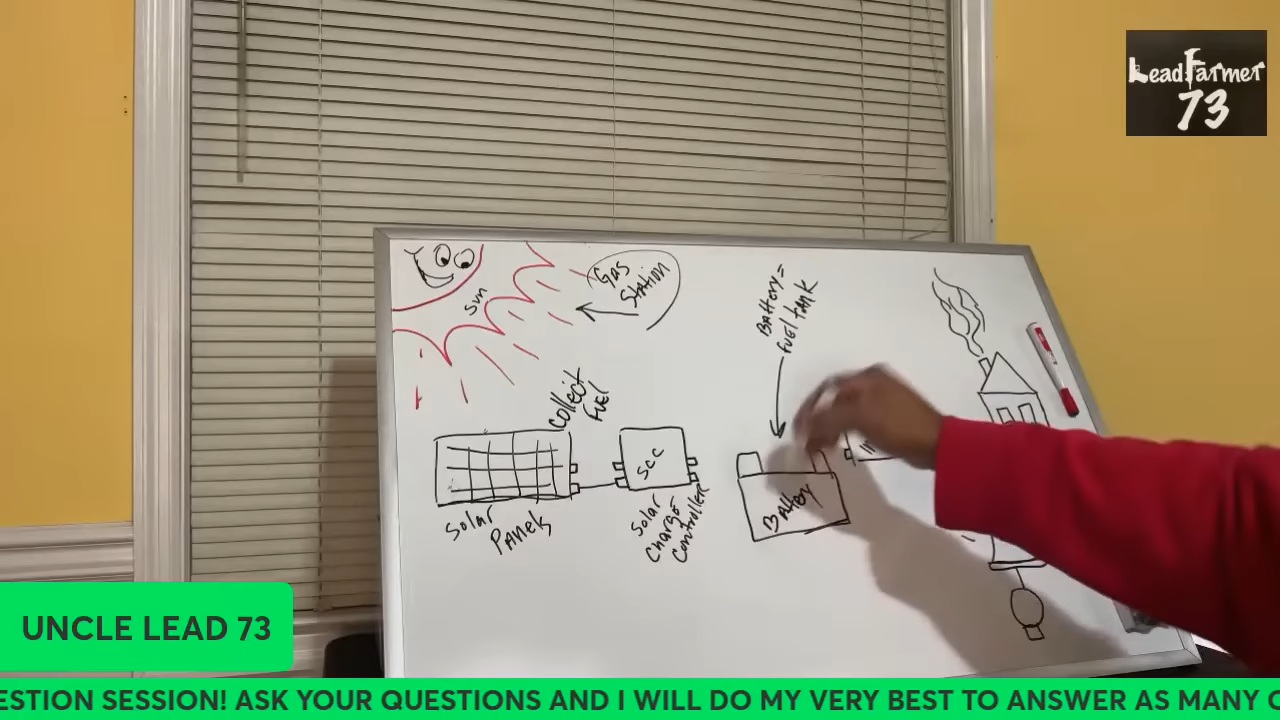 LeadFarmer
73
Sun
Gas
Station
Battery =
Fuel Tank
Collect
Fuel
SCC
Solar
Panels
Solar
Charge
Controller
Battery
UNCLE LEAD 73
ESTION SESSION! ASK YOUR QUESTIONS AND I WILL DO MY VERY BEST TO ANSWER AS MANY